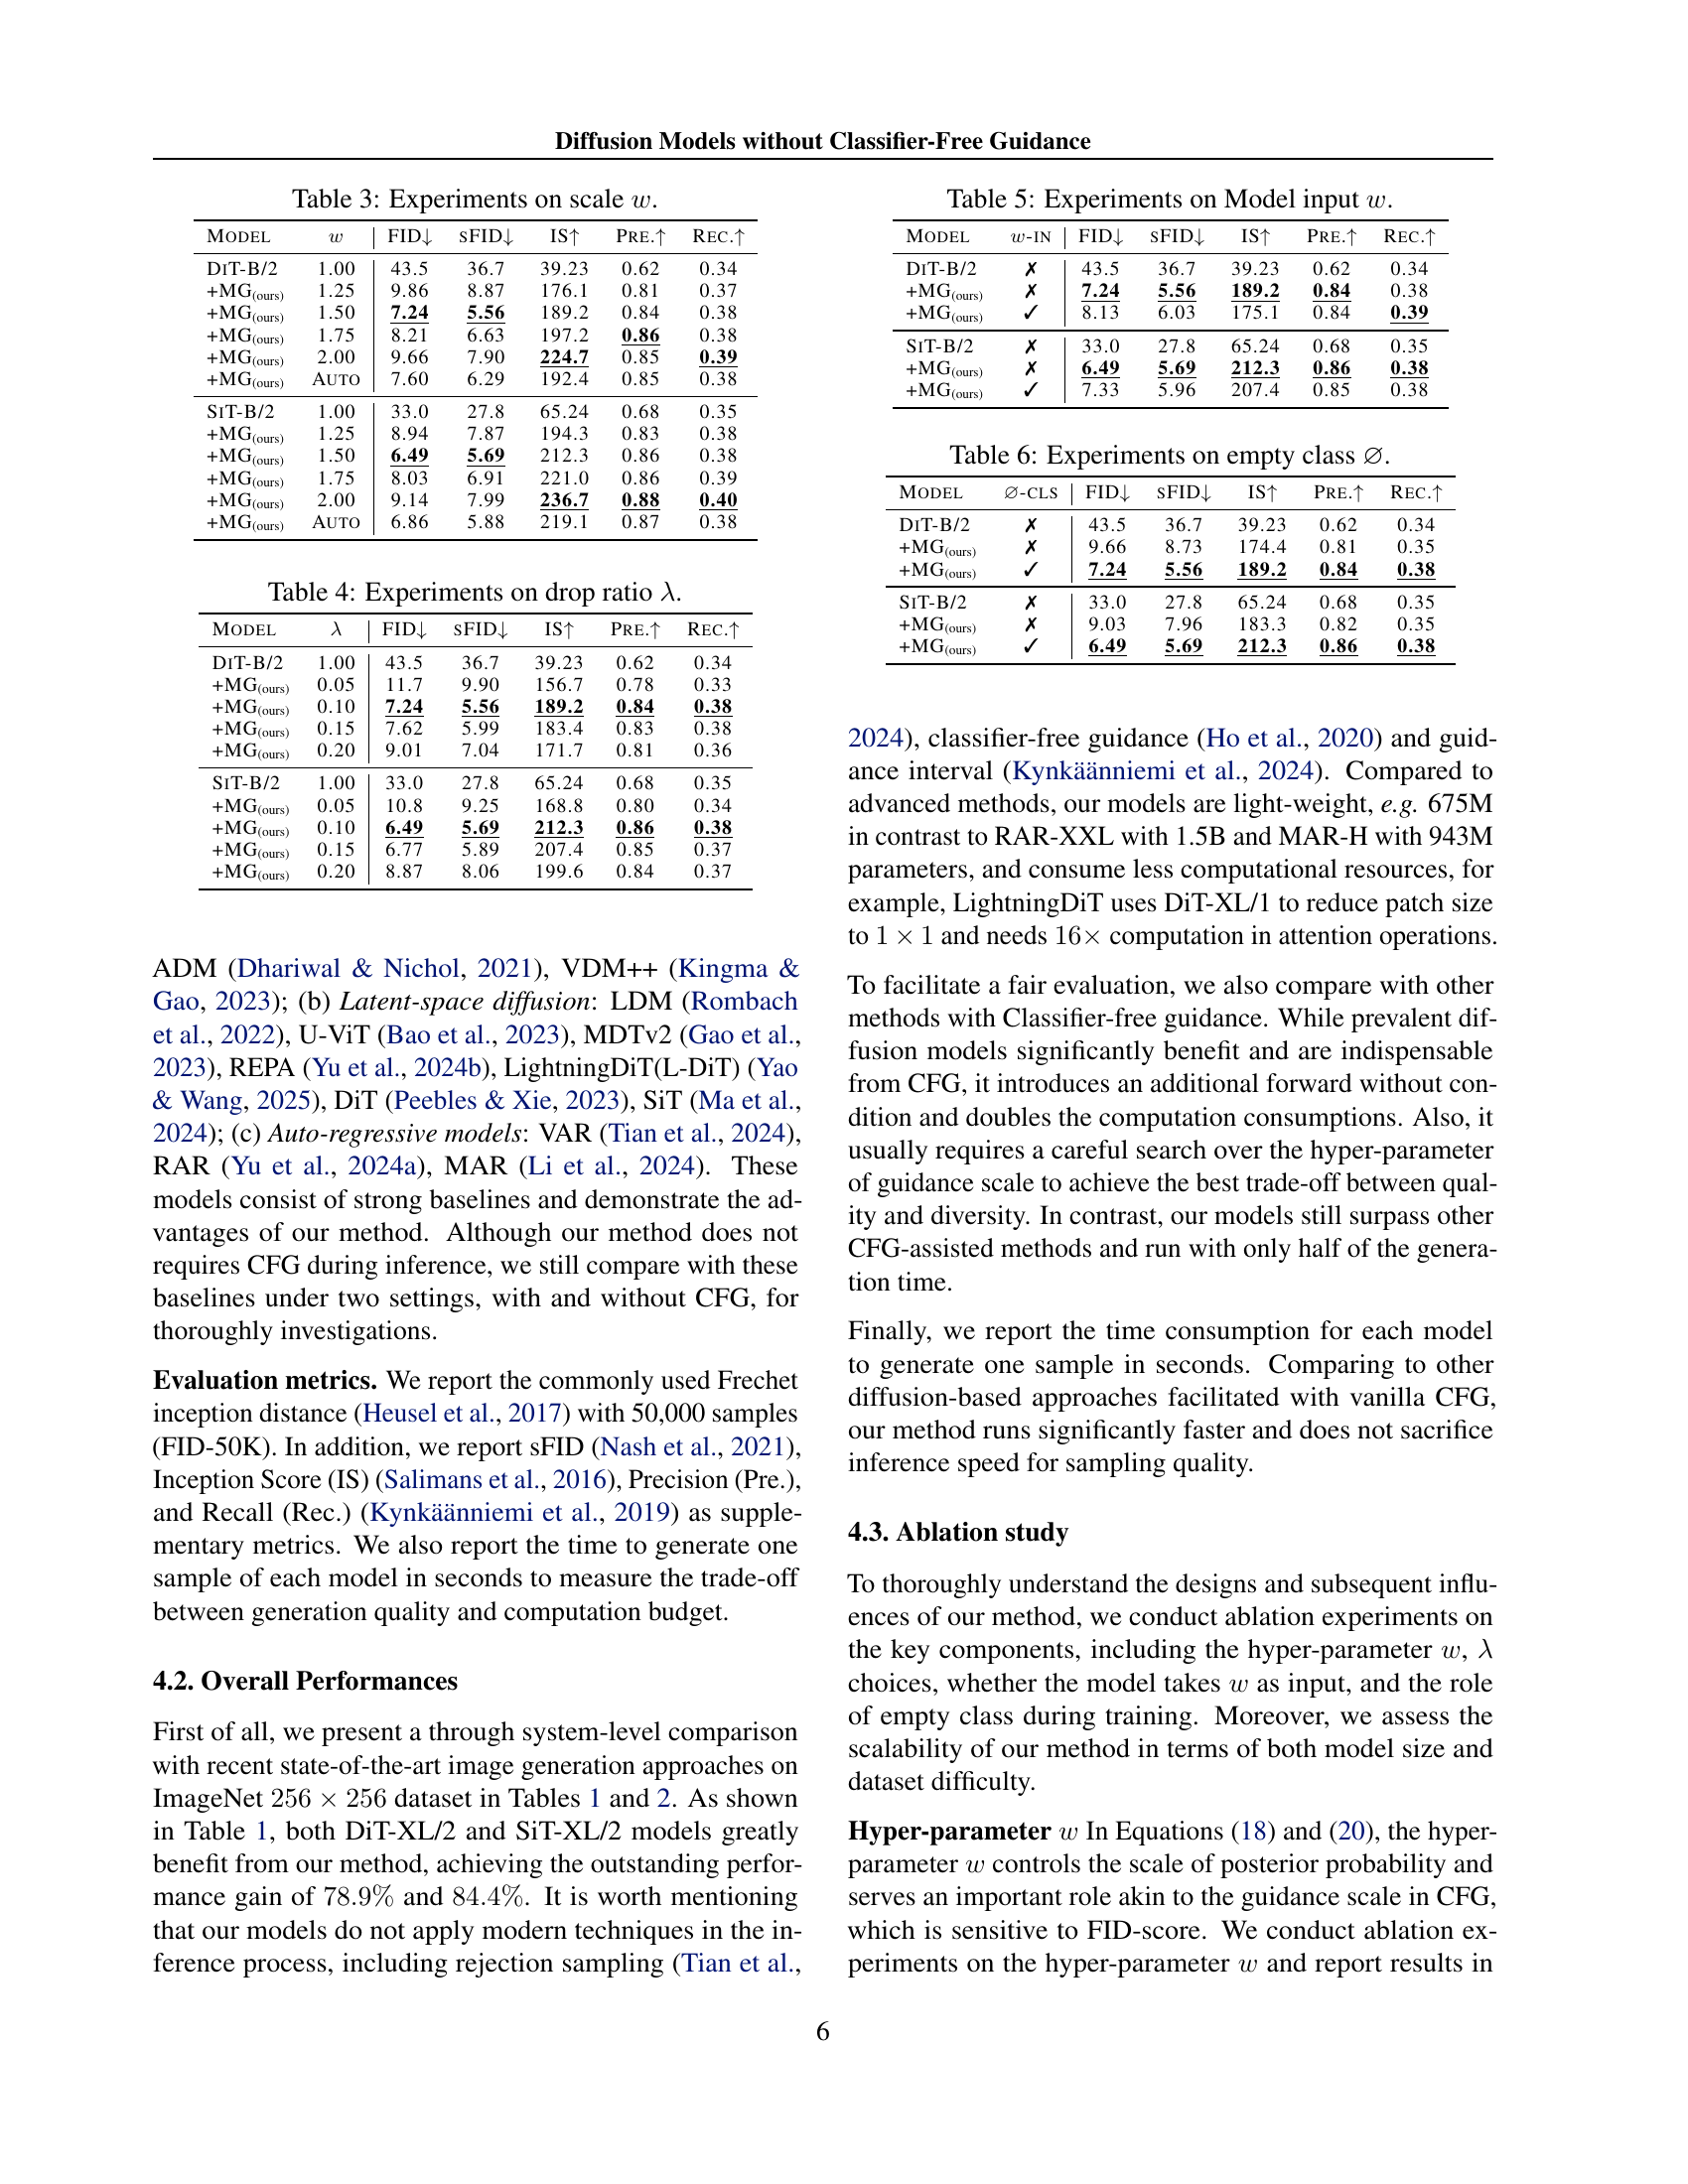 Diffusion Models without Classifier-Free Guidance
Table 3: Experiments on scale w.
MODEL w FID↓ SFID↓ IS↑ PRE.↑ REC.↑
DIT-B/2 1.00 43.5 36.7 39.23 0.62 0.34
+MG(ours) 1.25 9.86 8.87 176.1 0.81 0.37
+MG(ours) 1.50 7.24 5.56 189.2 0.84 0.38
+MG(ours) 1.75 8.21 6.63 197.2 0.86 0.38
+MG(ours) 2.00 9.66 7.90 224.7 0.85 0.39
+MG(ours) AUTO 7.60 6.29 192.4 0.85 0.38
SIT-B/2 1.00 33.0 27.8 65.24 0.68 0.35
+MG(ours) 1.25 8.94 7.87 194.3 0.83 0.38
+MG(ours) 1.50 6.49 5.69 212.3 0.86 0.38
+MG(ours) 1.75 8.03 6.91 221.0 0.86 0.39
+MG(ours) 2.00 9.14 7.99 236.7 0.88 0.40
+MG(ours) AUTO 6.86 5.88 219.1 0.87 0.38
Table 4: Experiments on drop ratio λ.
MODEL λ FID↓ SFID↓ IS↑ PRE.↑ REC.↑
DIT-B/2 1.00 43.5 36.7 39.23 0.62 0.34
+MG(ours) 0.05 11.7 9.90 156.7 0.78 0.33
+MG(ours) 0.10 7.24 5.56 189.2 0.84 0.38
+MG(ours) 0.15 7.62 5.99 183.4 0.83 0.38
+MG(ours) 0.20 9.01 7.04 171.7 0.81 0.36
SIT-B/2 1.00 33.0 27.8 65.24 0.68 0.35
+MG(ours) 0.05 10.8 9.25 168.8 0.80 0.34
+MG(ours) 0.10 6.49 5.69 212.3 0.86 0.38
+MG(ours) 0.15 6.77 5.89 207.4 0.85 0.37
+MG(ours) 0.20 8.87 8.06 199.6 0.84 0.37
ADM (Dhariwal & Nichol, 2021), VDM++ (Kingma &
Gao, 2023); (b) Latent-space diffusion: LDM (Rombach
et al., 2022), U-ViT (Bao et al., 2023), MDTv2 (Gao et al.,
2023), REPA (Yu et al., 2024b), LightningDiT(L-DiT) (Yao
& Wang, 2025), DiT (Peebles & Xie, 2023), SiT (Ma et al.,
2024); (c) Auto-regressive models: VAR (Tian et al., 2024),
RAR (Yu et al., 2024a), MAR (Li et al., 2024). These
models consist of strong baselines and demonstrate the ad-
vantages of our method. Although our method does not
requires CFG during inference, we still compare with these
baselines under two settings, with and without CFG, for
thoroughly investigations.
Evaluation metrics. We report the commonly used Frechet
inception distance (Heusel et al., 2017) with 50,000 samples
(FID-50K). In addition, we report sFID (Nash et al., 2021),
Inception Score (IS) (Salimans et al., 2016), Precision (Pre.),
and Recall (Rec.) (Kynkäänniemi et al., 2019) as supple-
mentary metrics. We also report the time to generate one
sample of each model in seconds to measure the trade-off
between generation quality and computation budget.
4.2. Overall Performances
First of all, we present a through system-level comparison
with recent state-of-the-art image generation approaches on
ImageNet 256 × 256 dataset in Tables 1 and 2. As shown
in Table 1, both DiT-XL/2 and SiT-XL/2 models greatly
benefit from our method, achieving the outstanding perfor-
mance gain of 78.9% and 84.4%. It is worth mentioning
that our models do not apply modern techniques in the in-
ference process, including rejection sampling (Tian et al.,
Table 5: Experiments on Model input w.
MODEL w-IN FID↓ SFID↓ IS↑ PRE.↑ REC.↑
DIT-B/2 ✗ 43.5 36.7 39.23 0.62 0.34
+MG(ours) ✗ 7.24 5.56 189.2 0.84 0.38
+MG(ours) ✓ 8.13 6.03 175.1 0.84 0.39
SIT-B/2 ✗ 33.0 27.8 65.24 0.68 0.35
+MG(ours) ✗ 6.49 5.69 212.3 0.86 0.38
+MG(ours) ✓ 7.33 5.96 207.4 0.85 0.38
Table 6: Experiments on empty class ∅.
MODEL ∅-CLS FID↓ SFID↓ IS↑ PRE.↑ REC.↑
DIT-B/2 ✗ 43.5 36.7 39.23 0.62 0.34
+MG(ours) ✗ 9.66 8.73 174.4 0.81 0.35
+MG(ours) ✓ 7.24 5.56 189.2 0.84 0.38
SIT-B/2 ✗ 33.0 27.8 65.24 0.68 0.35
+MG(ours) ✗ 9.03 7.96 183.3 0.82 0.35
+MG(ours) ✓ 6.49 5.69 212.3 0.86 0.38
2024), classifier-free guidance (Ho et al., 2020) and guid-
ance interval (Kynkäänniemi et al., 2024). Compared to
advanced methods, our models are light-weight, e.g. 675M
in contrast to RAR-XXL with 1.5B and MAR-H with 943M
parameters, and consume less computational resources, for
example, LightningDiT uses DiT-XL/1 to reduce patch size
to 1 × 1 and needs 16× computation in attention operations.
To facilitate a fair evaluation, we also compare with other
methods with Classifier-free guidance. While prevalent dif-
fusion models significantly benefit and are indispensable
from CFG, it introduces an additional forward without con-
dition and doubles the computation consumptions. Also, it
usually requires a careful search over the hyper-parameter
of guidance scale to achieve the best trade-off between qual-
ity and diversity. In contrast, our models still surpass other
CFG-assisted methods and run with only half of the genera-
tion time.
Finally, we report the time consumption for each model
to generate one sample in seconds. Comparing to other
diffusion-based approaches facilitated with vanilla CFG,
our method runs significantly faster and does not sacrifice
inference speed for sampling quality.
4.3. Ablation study
To thoroughly understand the designs and subsequent influ-
ences of our method, we conduct ablation experiments on
the key components, including the hyper-parameter w, λ
choices, whether the model takes w as input, and the role
of empty class during training. Moreover, we assess the
scalability of our method in terms of both model size and
dataset difficulty.
Hyper-parameter w In Equations (18) and (20), the hyper-
parameter w controls the scale of posterior probability and
serves an important role akin to the guidance scale in CFG,
which is sensitive to FID-score. We conduct ablation ex-
periments on the hyper-parameter w and report results in
6